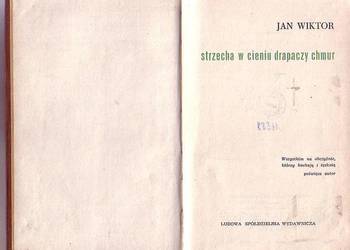 JAN WIKTOR
strzecha w cieniu drapaczy chmur
Wszystkim na obczyźnie,
którzy kochają i tęsknią
poświęca autor
LUDOWA SPÓŁDZIELNIA WYDAWNICZA